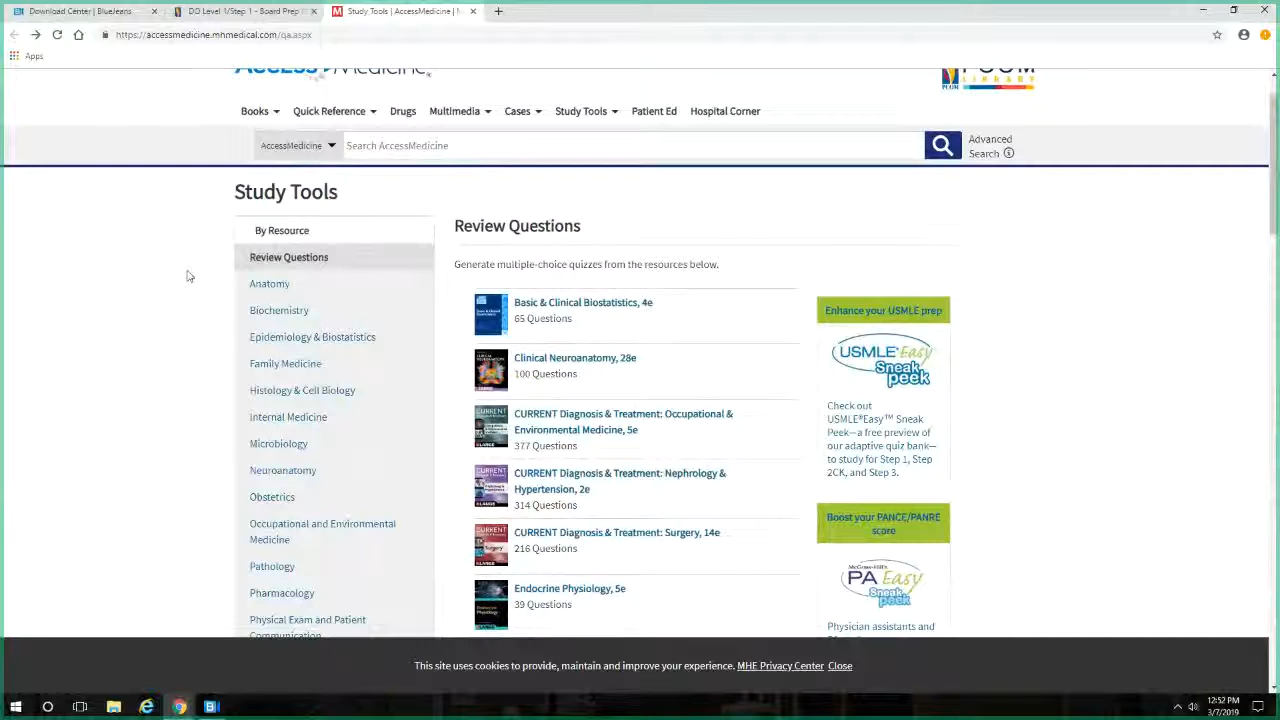 Download Center | BlueJeans
DO Level 1/Step 1 - Board Prep
Study Tools | AccessMedicine | M
https://accessmedicine.mhmedical.com/qa.aspx
Apps
Access Medicine
PCOM
LIBRARY
Books
Quick Reference
Drugs
Multimedia
Cases
Study Tools
Patient Ed
Hospital Corner
AccessMedicine
Search AccessMedicine
Advanced
Search
Study Tools
By Resource
Review Questions
Anatomy
Biochemistry
Epidemiology & Biostatistics
Family Medicine
Histology & Cell Biology
Internal Medicine
Microbiology
Neuroanatomy
Obstetrics
Occupational and Environmental
Medicine
Pathology
Pharmacology
Physical Exam and Patient
Communication
Review Questions
Generate multiple-choice quizzes from the resources below.
Basic & Clinical Biostatistics, 4e
65 Questions
Clinical Neuroanatomy, 28e
100 Questions
CURRENT Diagnosis & Treatment: Occupational &
Environmental Medicine, 5e
377 Questions
CURRENT Diagnosis & Treatment: Nephrology &
Hypertension, 2e
314 Questions
CURRENT Diagnosis & Treatment: Surgery, 14e
216 Questions
Endocrine Physiology, 5e
39 Questions
Enhance your USMLE prep
USMLE Easy
Sneak
peek
Check out
USMLE®Easy™ Sneak
Peek—a free preview of
our adaptive quiz bank—
to study for Step 1, Step
2CK, and Step 3.
Boost your PANCE/PANRE
score
McGraw-Hill's
PA Easy
Sneak
peek
Physician assistants and
This site uses cookies to provide, maintain and improve your experience. MHE Privacy Center Close
12:52 PM
3/7/2019